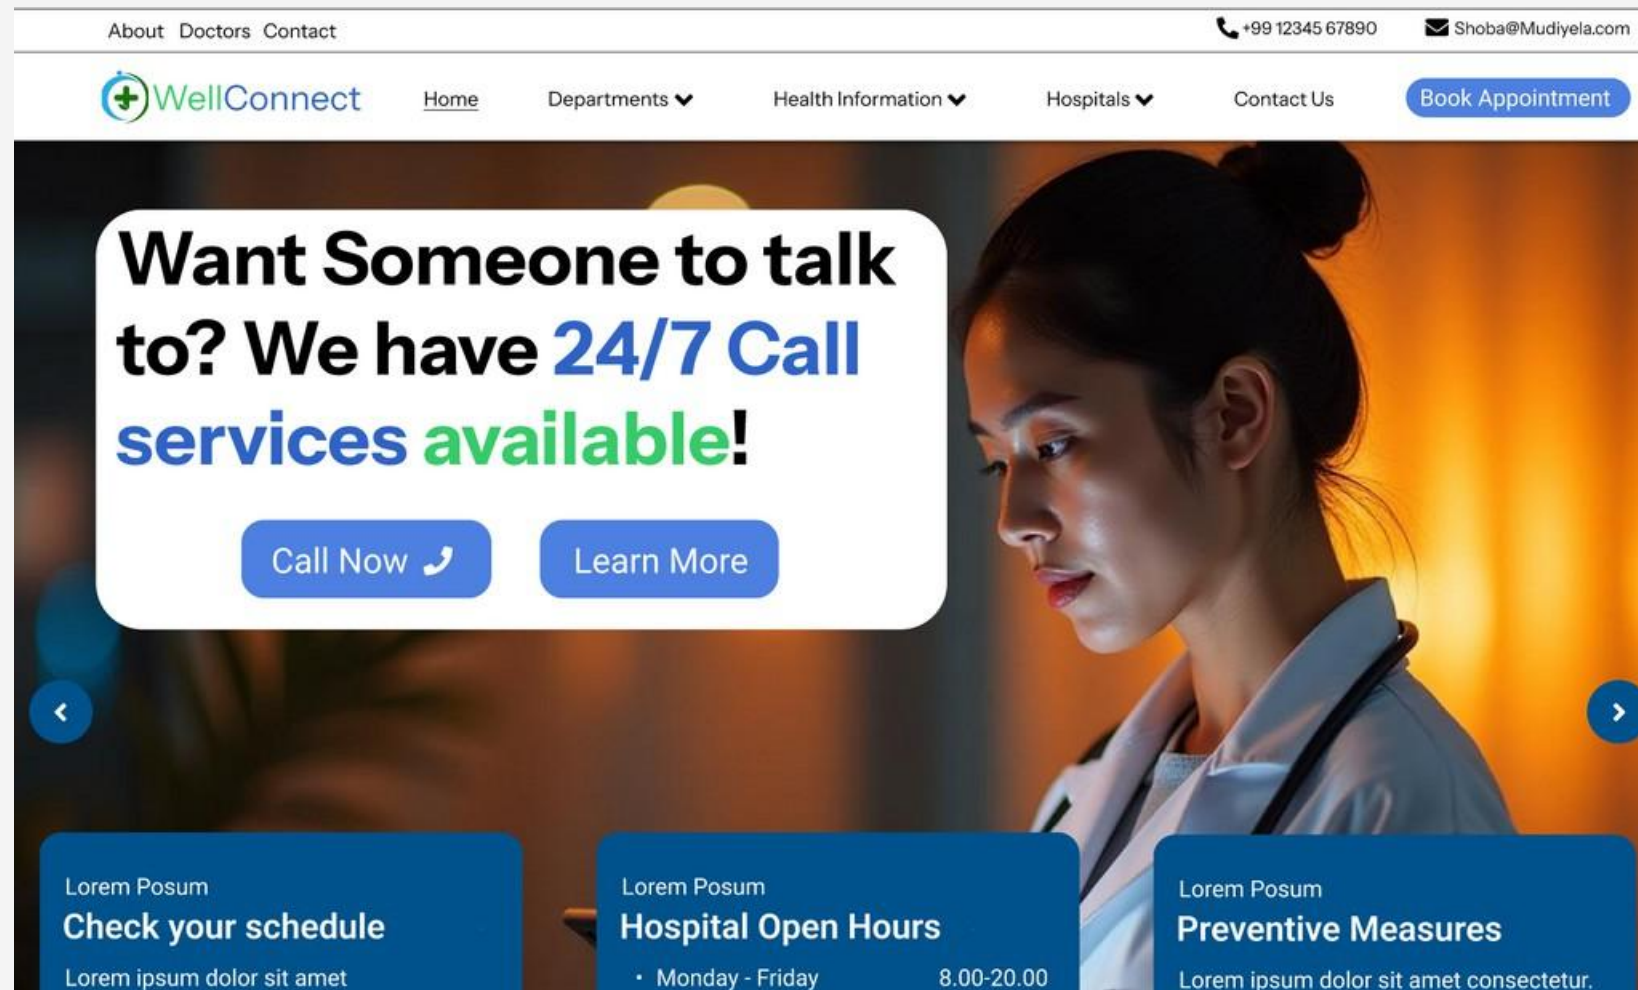 About Doctors Contact
+99 12345 67890
Shoba@Mudiyela.com
WellConnect
Home
Departments
Health Information
Hospitals
Contact Us
Book Appointment
Want Someone to talk
to? We have 24/7 Call
services available!
Call Now
Learn More
Lorem Posum
Check your schedule
Lorem ipsum dolor sit amet
Lorem Posum
Hospital Open Hours
• Monday - Friday 8.00-20.00
Lorem Posum
Preventive Measures
Lorem ipsum dolor sit amet consectetur.